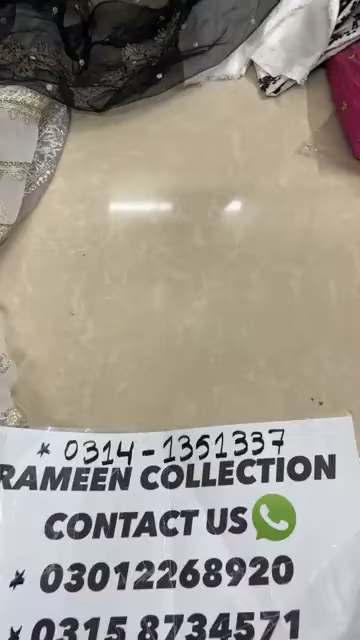 * 0314-1351337
RAMEEN COLLECTION
CONTACT US
* 03012268920
* 0315 8734571